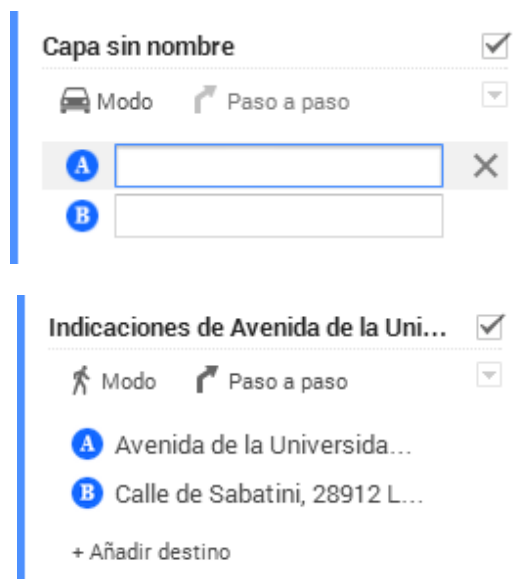 Capa sin nombre
Modo Paso a paso
A
B
Indicaciones de Avenida de la Uni...
Modo Paso a paso
A Avenida de la Universida...
B Calle de Sabatini, 28912 L...
+ Añadir destino